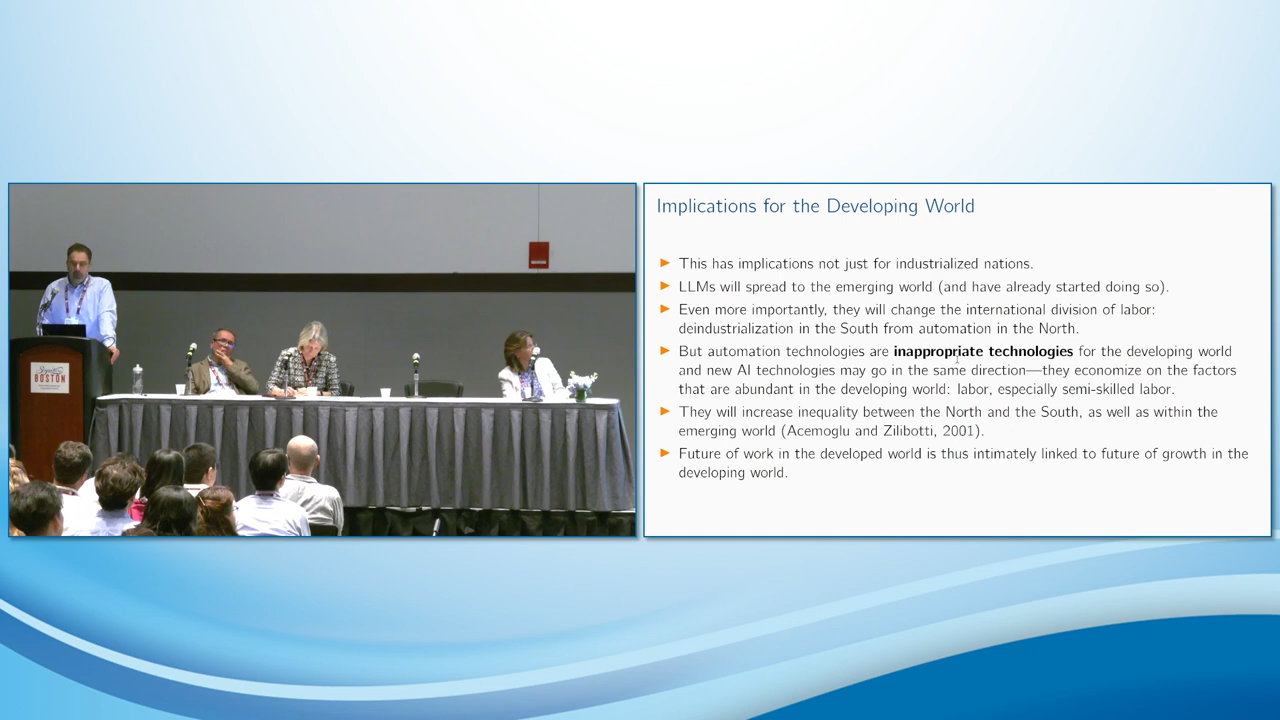 BOSTON
Implications for the Developing World
This has implications not just for industrialized nations.
LLMs will spread to the emerging world (and have already started doing so).
Even more importantly, they will change the international division of labor:
deindustrialization in the South from automation in the North.
But automation technologies are inappropriate technologies for the developing world
and new AI technologies may go in the same direction—they economize on the factors
that are abundant in the developing world: labor, especially semi-skilled labor.
They will increase inequality between the North and the South, as well as within the
emerging world (Acemoglu and Zilibotti, 2001).
Future of work in the developed world is thus intimately linked to future of growth in the
developing world.